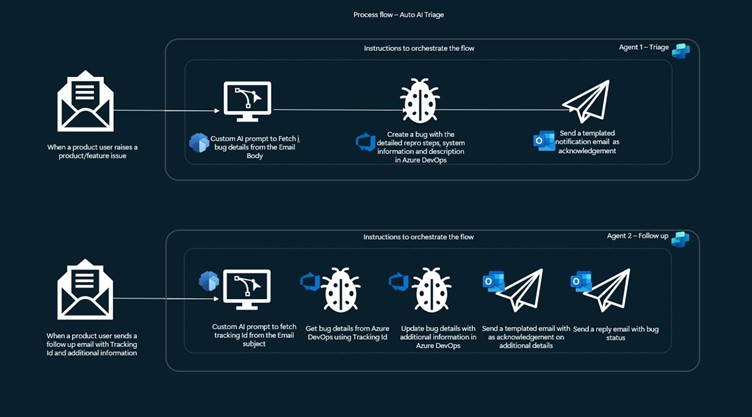 Process flow – Auto AI Triage
Instructions to orchestrate the flow
Agent 1 – Triage
When a product user raises a
product/feature issue
Custom AI prompt to Fetch i
bug details from the Email
Body
Create a bug with the
detailed repro steps, system
information and description
in Azure DevOps
Send a templated
notification email as
acknowledgement
Instructions to orchestrate the flow
Agent 2 – Follow up
When a product user sends a
follow up email with Tracking
Id and additional information
Custom AI prompt to fetch
tracking Id from the Email
subject
Get bug details from Azure
DevOps using Tracking Id
Update bug details with
additional information in
Azure DevOps
Send a templated email with
as acknowledgement on
additional details
Send a reply email with bug
status